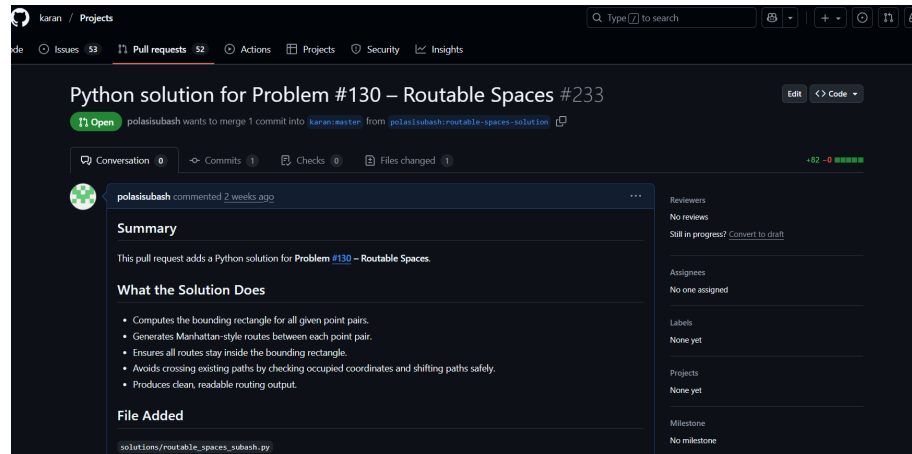 karan / Projects
Type / to search
de Issues 53 Pull requests 52 Actions Projects Security Insights
Python solution for Problem #130 – Routable Spaces #233
Edit <> Code
Open polasisubash wants to merge 1 commit into karan:master from polasisubash:routable-spaces-solution
Conversation 0 Commits 1 Checks 0 Files changed 1
+82 −0
polasisubash commented 2 weeks ago
Summary
This pull request adds a Python solution for Problem #130 – Routable Spaces.
What the Solution Does
• Computes the bounding rectangle for all given point pairs.
• Generates Manhattan-style routes between each point pair.
• Ensures all routes stay inside the bounding rectangle.
• Avoids crossing existing paths by checking occupied coordinates and shifting paths safely.
• Produces clean, readable routing output.
File Added
solutions/routable_spaces_subash.py
Reviewers
No reviews
Still in progress? Convert to draft
Assignees
No one assigned
Labels
None yet
Projects
None yet
Milestone
No milestone